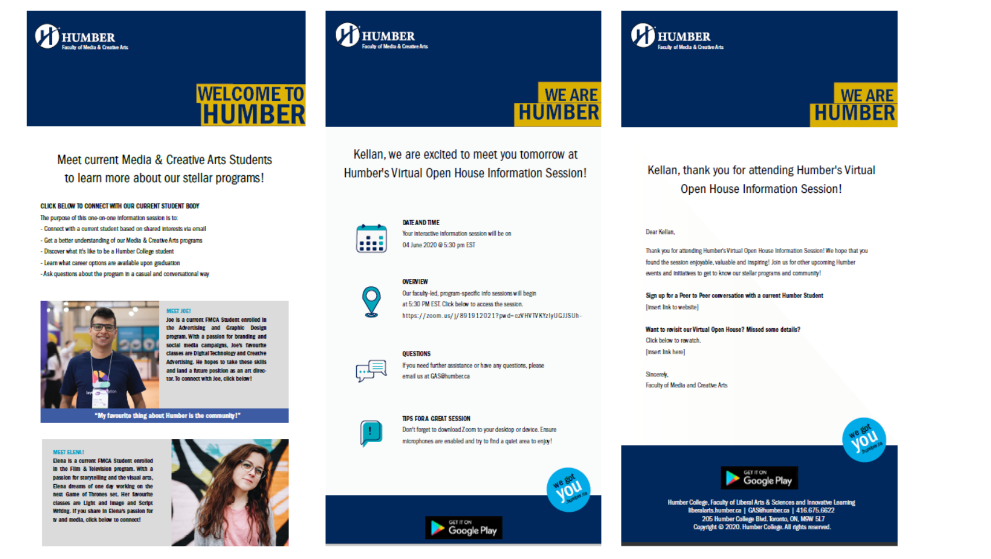 HUMBER
Faculty of Media & Creative Arts
WELCOME TO
HUMBER
Meet current Media & Creative Arts Students
to learn more about our stellar programs!
CLICK BELOW TO CONNECT WITH OUR CURRENT STUDENT BODY
The purpose of this one-on-one information session is to:
- Connect with a current student based on shared interests via email
- Get a better understanding of our Media & Creative Arts programs
- Discover what it's like to be a Humber College student
- Learn what career options are available upon graduation
- Ask questions about the program in a casual and conversational way
MEET JOE!
Joe is a current FMCA Student enrolled in
the Advertising and Graphic Design
program. With a passion for branding and
social media campaigns, Joe's favourite
classes are Digital Technology and Creative
Advertising. He hopes to take these skills
and land a future position as an art direc-
tor. To connect with Joe, click below!
"My favourite thing about Humber is the community!"
MEET ELENA!
Elena is a current FMCA Student enrolled
in the Film & Television program. With a
passion for storytelling and the visual arts,
Elena dreams of one day working on the
next Game of Thrones set. Her favourite
classes are Light and Image and Script
Writing. If you share in Elena's passion for
tv and media, click below to connect!
HUMBER
Faculty of Media & Creative Arts
WE ARE
HUMBER
Kellan, we are excited to meet you tomorrow at
Humber's Virtual Open House Information Session!
DATE AND TIME
Your interactive information session will be on
04 June 2020 @ 5:30 pm EST
OVERVIEW
Our faculty-led, program-specific info sessions will begin
at 5:30 PM EST. Click below to access the session.
QUESTIONS
If you need further assistance or have any questions, please
email us at GAS@humber.ca
TIPS FOR A GREAT SESSION
Don't forget to download Zoom to your desktop or device. Ensure
microphones are enabled and try to find a quiet area to enjoy!
we got
you
humber.ca
GET IT ON
Google Play
HUMBER
Faculty of Media & Creative Arts
WE ARE
HUMBER
Kellan, thank you for attending Humber's Virtual
Open House Information Session!
Dear Kellan,
Thank you for attending Humber's Virtual Open House Information Session! We hope that you
found the session enjoyable, valuable and inspiring! Join us for other upcoming Humber
events and initiatives to get to know our stellar programs and community!
Sign up for a Peer to Peer conversation with a current Humber Student
[insert link to website]
Want to revisit our Virtual Open House? Missed some details?
Click below to rewatch.
[insert link here]
Sincerely,
Faculty of Media and Creative Arts
we got
you
humber.ca
GET IT ON
Google Play
Humber College, Faculty of Liberal Arts & Sciences and Innovative Learning
liberalarts.humber.ca | GAS@humber.ca | 416.675.6622
205 Humber College Blvd. Toronto, ON, M9W 5L7
Copyright © 2020. Humber College. All rights reserved.